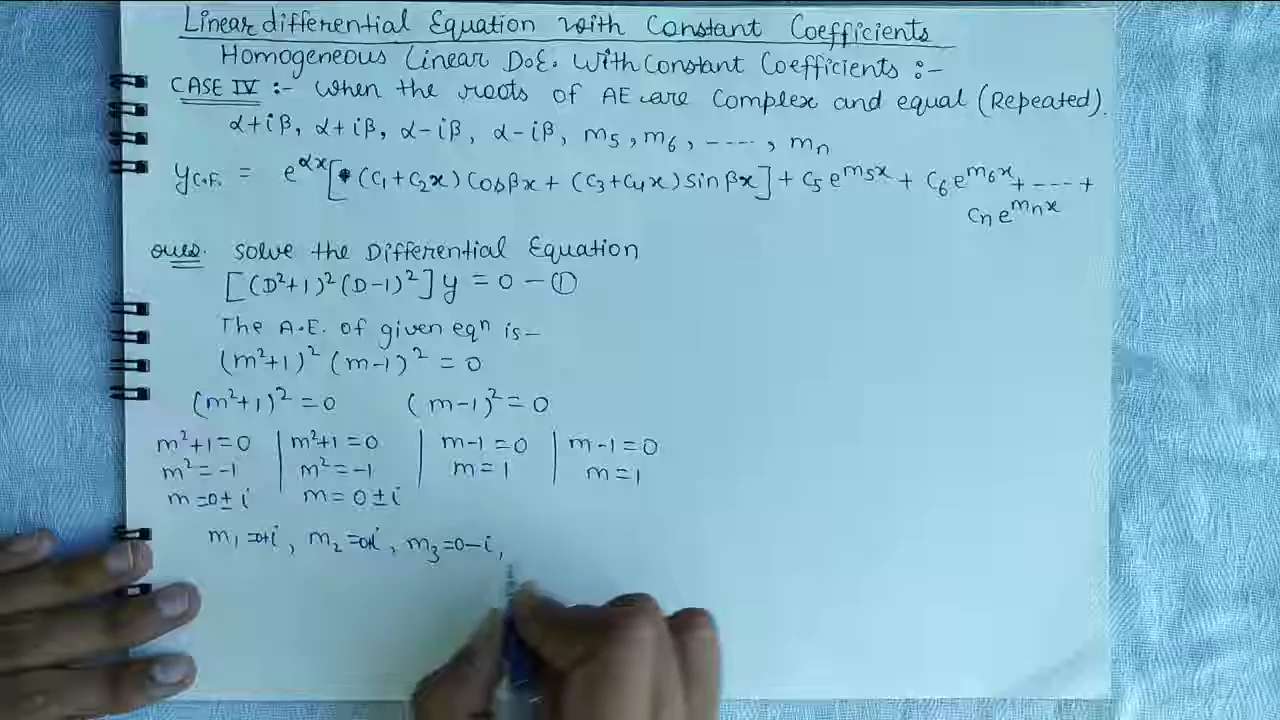 Linear differential Equation with Constant Coefficients
Homogeneous Linear D.E. With Constant Coefficients :-
CASE IV :- When the roots of AE are Complex and equal (Repeated).
α+iβ, α+iβ, α-iβ, α-iβ, m₅, m₆, ----, mₙ
y_C.F. = e^αx [(C₁+C₂x) Cosβx + (C₃+C₄x) sinβx] + C₅e^m₅x + C₆e^m₆x + ---- +
Cₙe^mₙx
Ques. Solve the Differential Equation
[(D²+1)²(D-1)²]y = 0 - ①
The A.E. of given eqⁿ is-
(m²+1)² (m-1)² = 0
(m²+1)² = 0 (m-1)² = 0
m²+1=0 | m²+1=0 | m-1=0 | m-1=0
m²=-1 | m²=-1 | m=1 | m=1
m=0±i m=0±i
m₁=0+i, m₂=0+i, m₃=0-i,